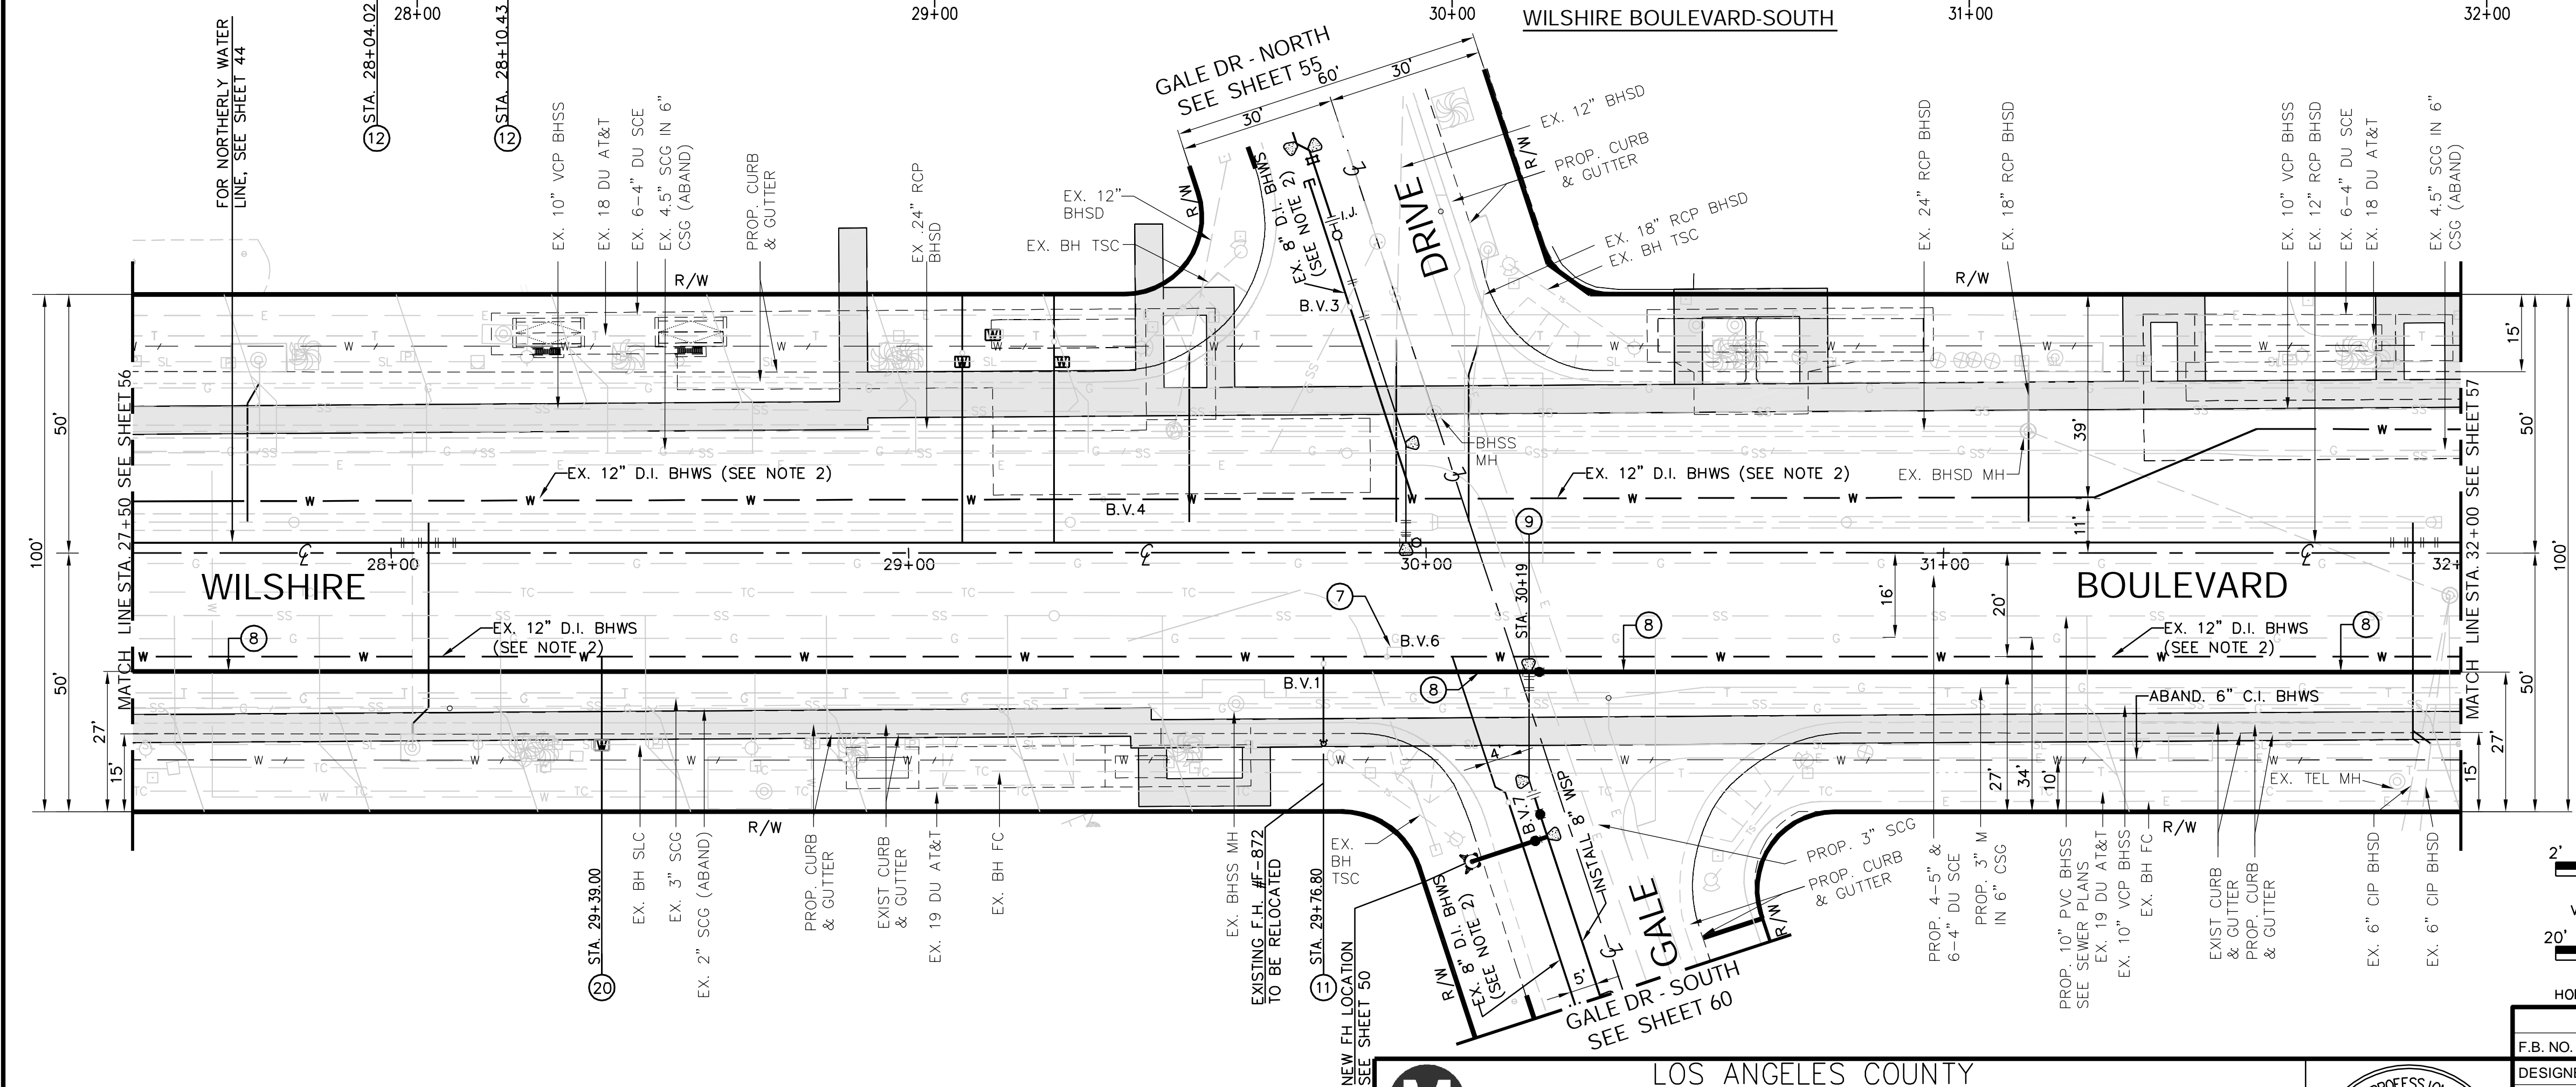 28+00
29+00
30+00
31+00
32+00
WILSHIRE BOULEVARD-SOUTH
FOR NORTHERLY WATER
LINE, SEE SHEET 44
STA. 28+04.02
12
STA. 28+10.43
12
EX. 10" VCP BHSS
EX. 18 DU AT&T
EX. 6-4" DU SCE
EX. 4.5" SCG IN 6"
CSG (ABAND)
PROP. CURB
& GUTTER
EX. 24" RCP
BHSD
GALE DR - NORTH
SEE SHEET 55
60'
30'
30'
EX. 12"
BHSD
EX. BH TSC
R/W
EX. 8" D.I. BHWS
(SEE NOTE 2)
B.V.3
I.J.
DRIVE
R/W
EX. 12" BHSD
PROP. CURB
& GUTTER
EX. 18" RCP BHSD
EX. BH TSC
EX. 24" RCP BHSD
EX. 18" RCP BHSD
EX. 10" VCP BHSS
EX. 12" RCP BHSD
EX. 6-4" DU SCE
EX. 18 DU AT&T
EX. 4.5" SCG IN 6"
CSG (ABAND)
R/W
R/W
100'
50'
50'
27'
15'
MATCH LINE STA. 27+50 SEE SHEET 56
EX. 12" D.I. BHWS (SEE NOTE 2)
B.V.4
BHSS
MH
EX. 12" D.I. BHWS (SEE NOTE 2)
EX. BHSD MH
39'
11'
15'
50'
100'
50'
27'
15'
MATCH LINE STA. 32+00 SEE SHEET 57
28+00
29+00
30+00
31+00
32+
WILSHIRE
BOULEVARD
9
STA. 30+19
7
B.V.6
8
8
8
8
EX. 12" D.I. BHWS
(SEE NOTE 2)
16'
20'
EX. 12" D.I. BHWS
(SEE NOTE 2)
B.V.1
ABAND. 6" C.I. BHWS
4'
27'
34'
10'
EX. TEL MH
R/W
R/W
STA. 29+39.00
20
EX. BH SLC
EX. 3" SCG
EX. 2" SCG (ABAND)
PROP. CURB
& GUTTER
EXIST CURB
& GUTTER
EX. 19 DU AT&T
EX. BH FC
EX. BHSS MH
EXISTING F.H. #F-872
TO BE RELOCATED
STA. 29+76.80
11
NEW FH LOCATION
SEE SHEET 50
EX.
BH
TSC
B.V.7
INSTALL 8" WSP
EX. 8" D.I. BHWS
(SEE NOTE 2)
R/W
5'
GALE
GALE DR - SOUTH
SEE SHEET 60
R/W
PROP. 3" SCG
PROP. CURB
& GUTTER
PROP. 4-5" &
6-4" DU SCE
PROP. 3" M
IN 6" CSG
PROP. 10" PVC BHSS
SEE SEWER PLANS
EX. 19 DU AT&T
EX. 10" VCP BHSS
EX. BH FC
EXIST CURB
& GUTTER
PROP. CURB
& GUTTER
EX. 6" CIP BHSD
EX. 6" CIP BHSD
2'
20'
LOS ANGELES COUNTY
F.B. NO.